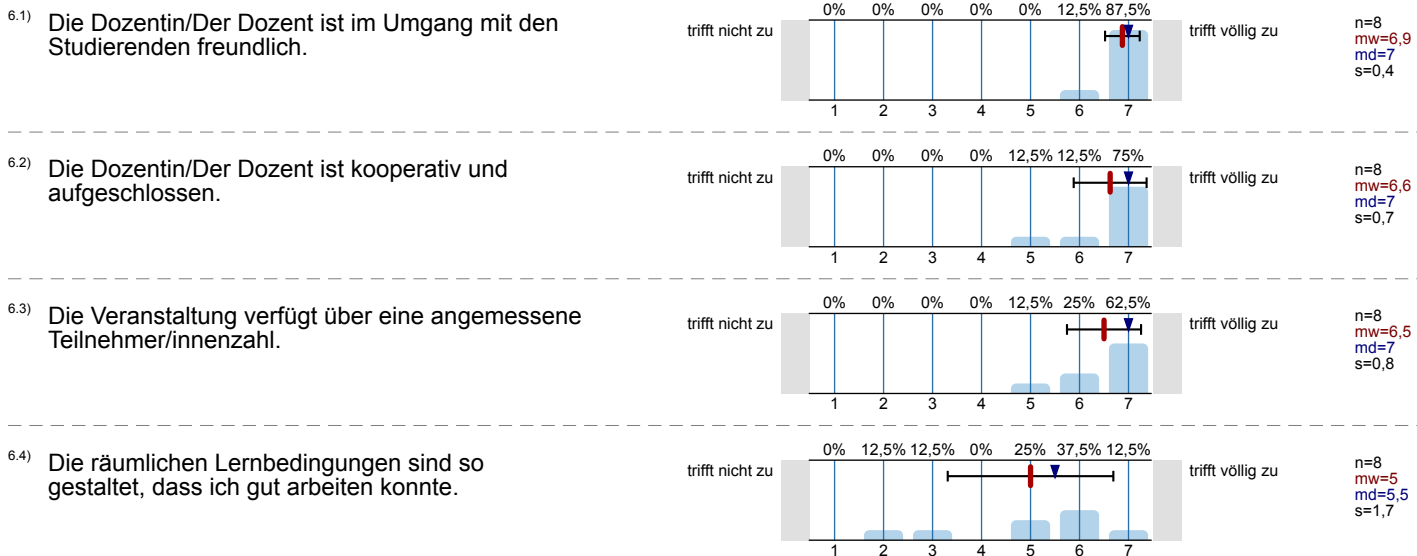 6.1) Die Dozentin/Der Dozent ist im Umgang mit den
Studierenden freundlich.
trifft nicht zu
0% 0% 0% 0% 0% 12,5% 87,5%
1 2 3 4 5 6 7
trifft völlig zu
n=8
mw=6,9
md=7
s=0,4
6.2) Die Dozentin/Der Dozent ist kooperativ und
aufgeschlossen.
trifft nicht zu
0% 0% 0% 0% 12,5% 12,5% 75%
1 2 3 4 5 6 7
trifft völlig zu
n=8
mw=6,6
md=7
s=0,7
6.3) Die Veranstaltung verfügt über eine angemessene
Teilnehmer/innenzahl.
trifft nicht zu
0% 0% 0% 0% 12,5% 25% 62,5%
1 2 3 4 5 6 7
trifft völlig zu
n=8
mw=6,5
md=7
s=0,8
6.4) Die räumlichen Lernbedingungen sind so
gestaltet, dass ich gut arbeiten konnte.
trifft nicht zu
0% 12,5% 12,5% 0% 25% 37,5% 12,5%
1 2 3 4 5 6 7
trifft völlig zu
n=8
mw=5
md=5,5
s=1,7